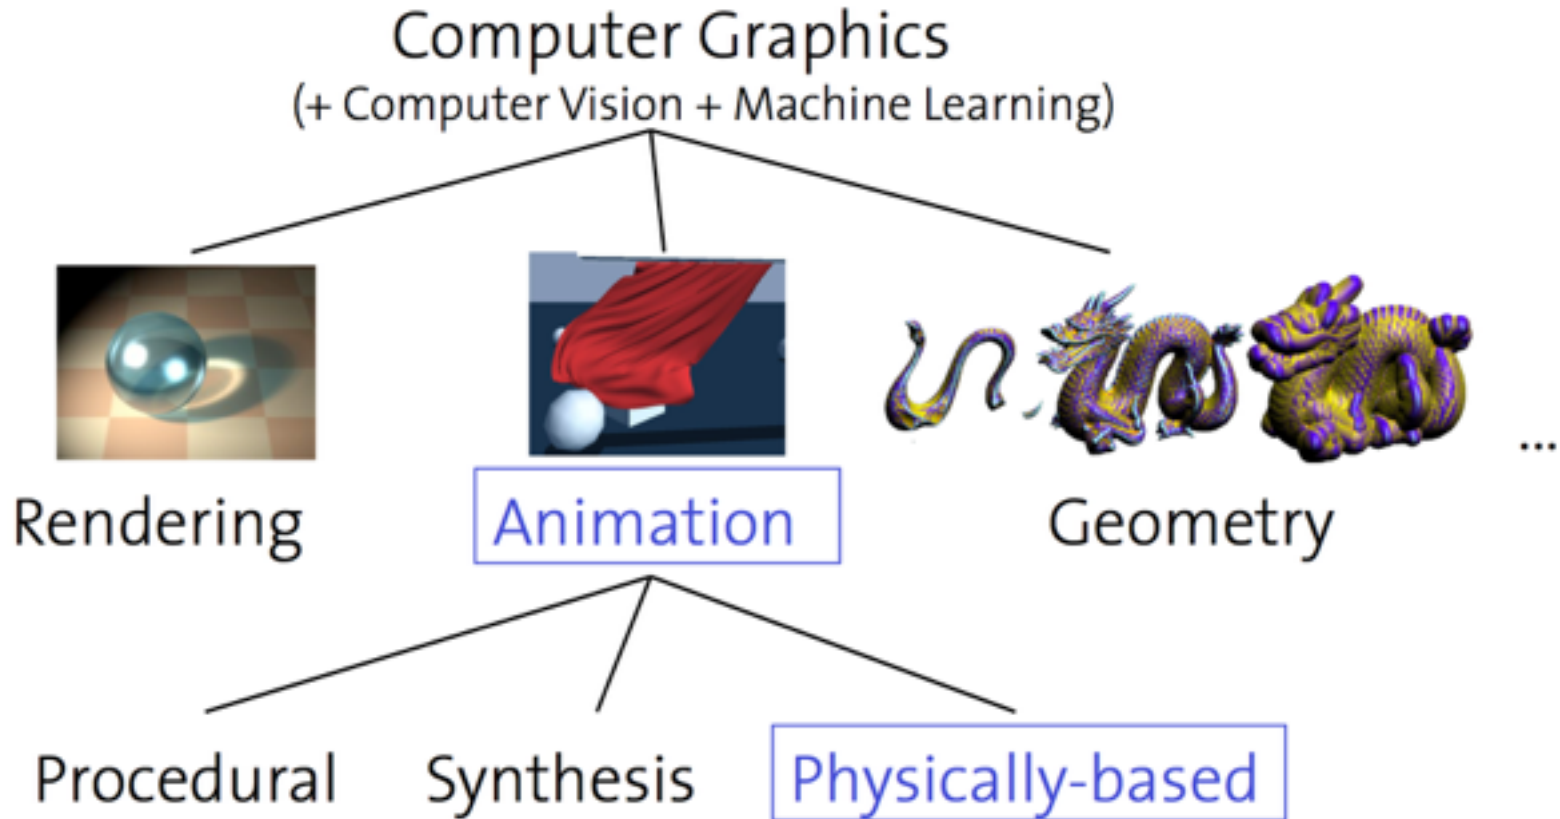 Computer Graphics
(+ Computer Vision + Machine Learning)
...
Rendering
Animation
Geometry
Procedural
Synthesis
Physically-based